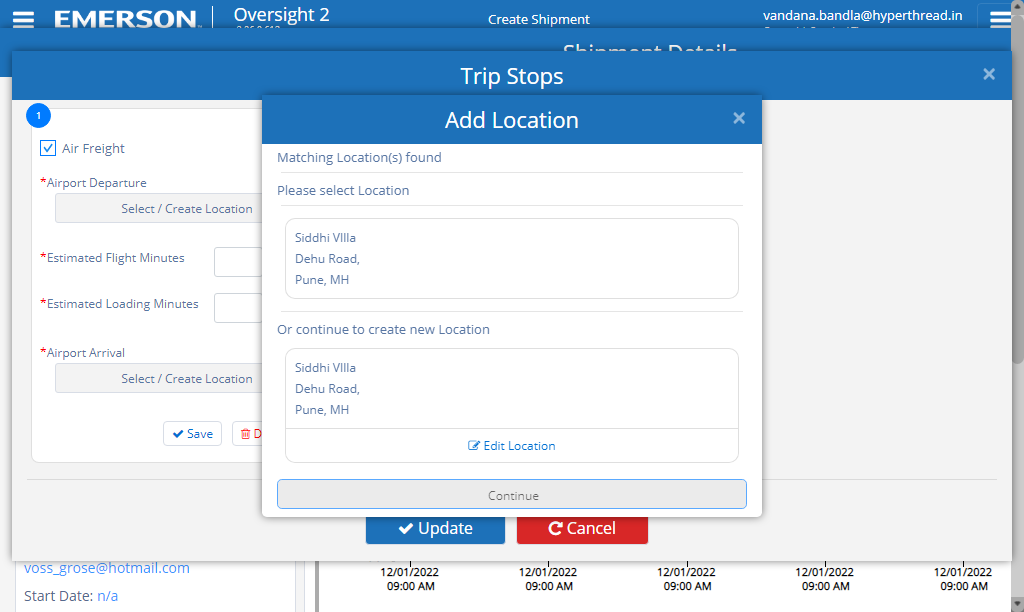 EMERSON
Oversight 2
Create Shipment
vandana.bandla@hyperthread.in
Shipment Details
Trip Stops
×
1
Air Freight
*Airport Departure
Select / Create Location
*Estimated Flight Minutes
*Estimated Loading Minutes
*Airport Arrival
Select / Create Location
Save
D
Add Location
×
Matching Location(s) found
Please select Location
Siddhi VIlla
Dehu Road,
Pune, MH
Or continue to create new Location
Siddhi VIlla
Dehu Road,
Pune, MH
Edit Location
Continue
Update
Cancel
voss_grose@hotmail.com
Start Date: n/a
12/01/2022 12/01/2022 12/01/2022 12/01/2022 12/01/2022
09:00 AM 09:00 AM 09:00 AM 09:00 AM 09:00 AM